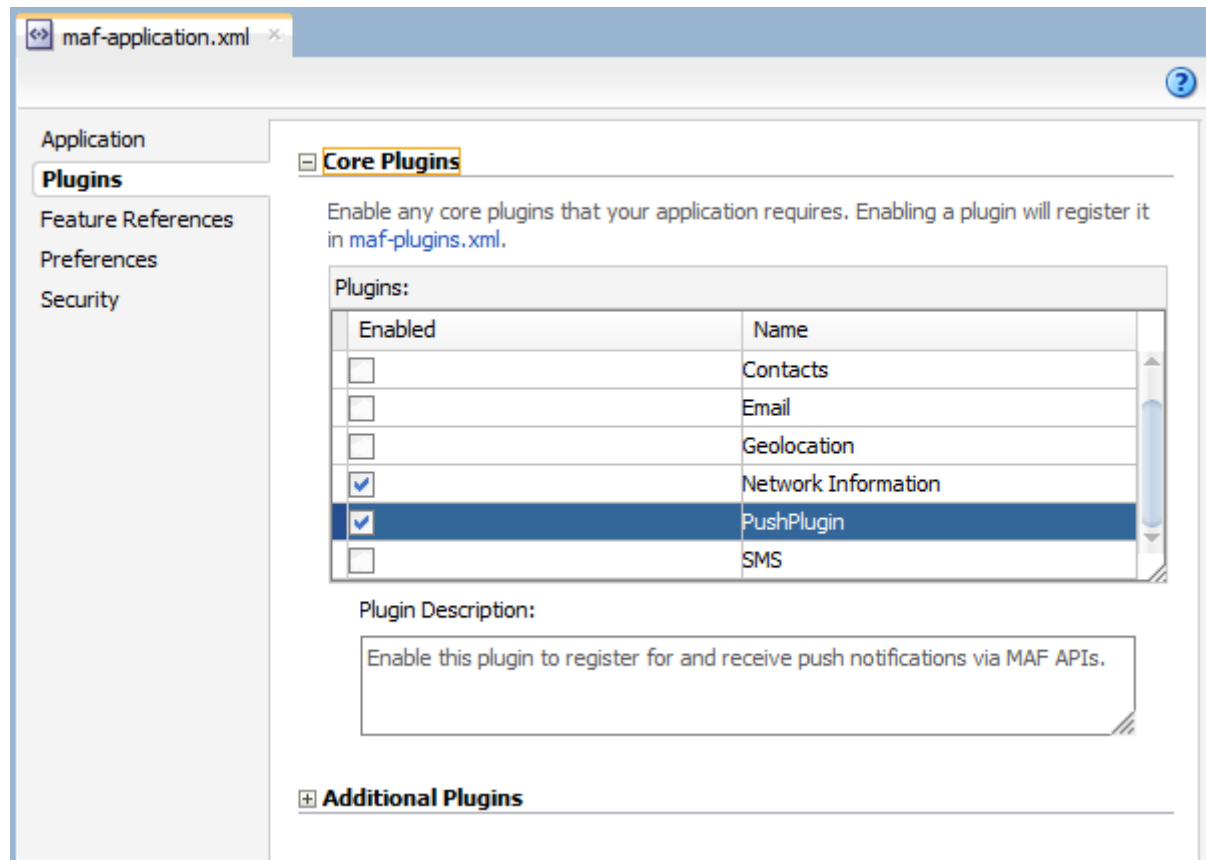 maf-application.xml
Application
Plugins
Feature References
Preferences
Security
Core Plugins
Enable any core plugins that your application requires. Enabling a plugin will register it
in maf-plugins.xml.
Plugins:
Enabled Name
Contacts
Email
Geolocation
Network Information
PushPlugin
SMS
Plugin Description:
Enable this plugin to register for and receive push notifications via MAF APIs.
Additional Plugins